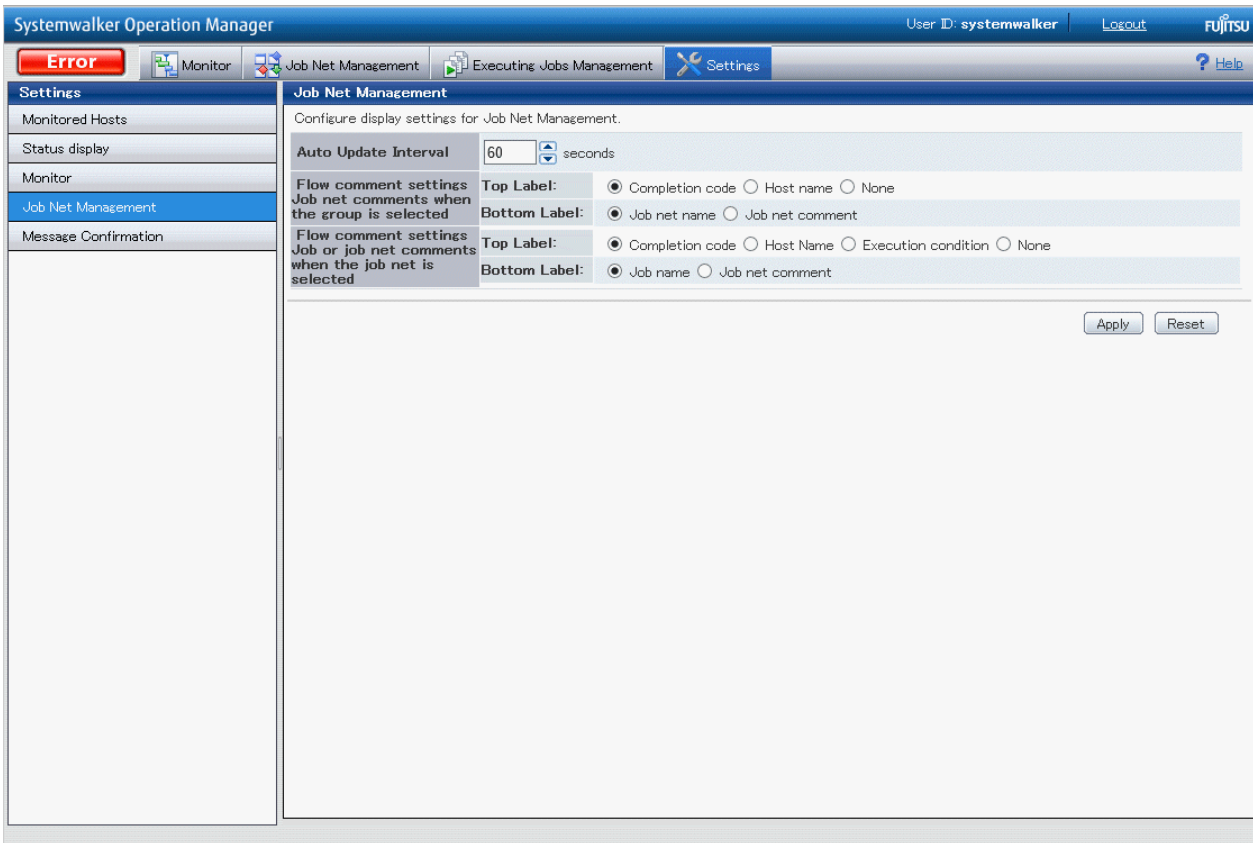 Systemwalker Operation Manager
User ID: systemwalker
Logout
FUJITSU
Error
Monitor
Job Net Management
Executing Jobs Management
Settings
? Help
Settings
Monitored Hosts
Status display
Monitor
Job Net Management
Message Confirmation
Job Net Management
Configure display settings for Job Net Management.
Auto Update Interval
60 seconds
Flow comment settings
Job net comments when
the group is selected
Top Label:
Completion code Host name None
Bottom Label:
Job net name Job net comment
Flow comment settings
Job or job net comments
when the job net is
selected
Top Label:
Completion code Host Name Execution condition None
Bottom Label:
Job name Job net comment
Apply
Reset